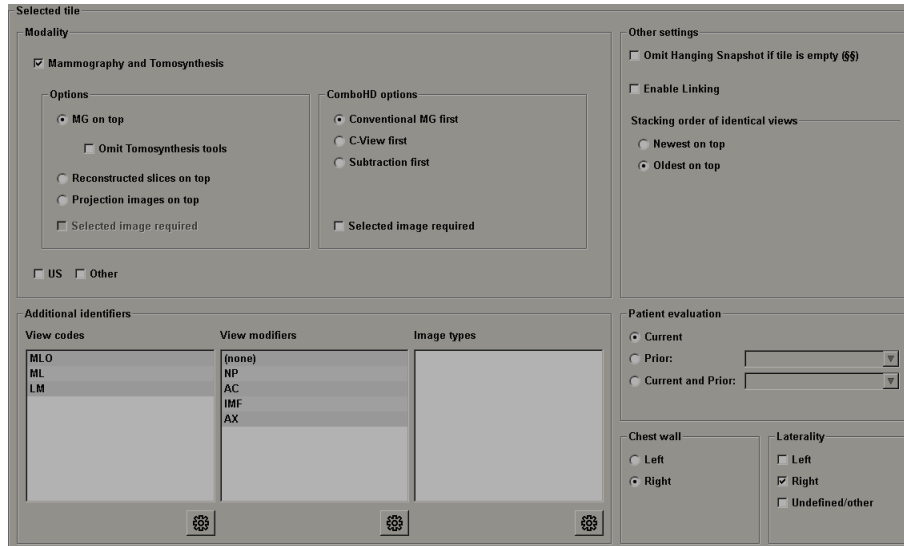 Selected tile
Modality
Mammography and Tomosynthesis
Options
MG on top
Omit Tomosynthesis tools
Reconstructed slices on top
Projection images on top
Selected image required
ComboHD options
Conventional MG first
C-View first
Subtraction first
Selected image required
US
Other
Other settings
Omit Hanging Snapshot if tile is empty (§§)
Enable Linking
Stacking order of identical views
Newest on top
Oldest on top
Additional identifiers
View codes
MLO
ML
LM
View modifiers
(none)
NP
AC
IMF
AX
Image types
Patient evaluation
Current
Prior:
Current and Prior:
Chest wall
Left
Right
Laterality
Left
Right
Undefined/other